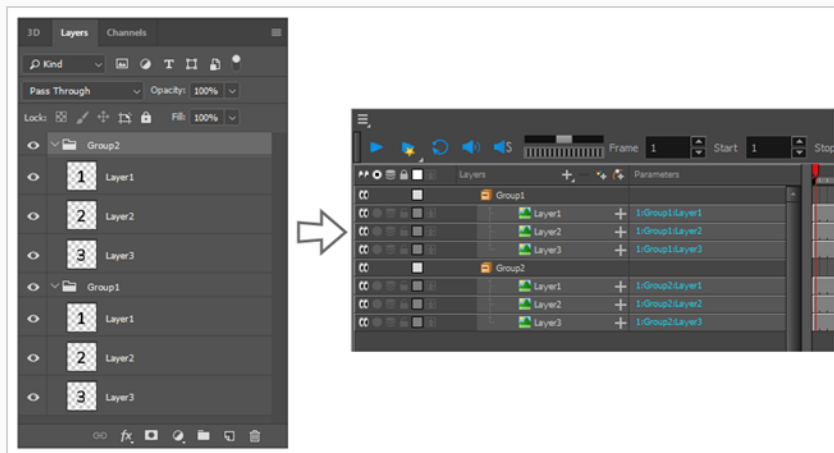 3D Layers Channels
Kind
Pass Through Opacity: 100%
Lock: Fill: 100%
Group2
1 Layer1
2 Layer2
3 Layer3
Group1
1 Layer1
2 Layer2
3 Layer3
fx
S Frame 1 Start 1 Stop
Layers Parameters
Group1
Layer1 1:Group1:Layer1
Layer2 1:Group1:Layer2
Layer3 1:Group1:Layer3
Group2
Layer1 1:Group2:Layer1
Layer2 1:Group2:Layer2
Layer3 1:Group2:Layer3